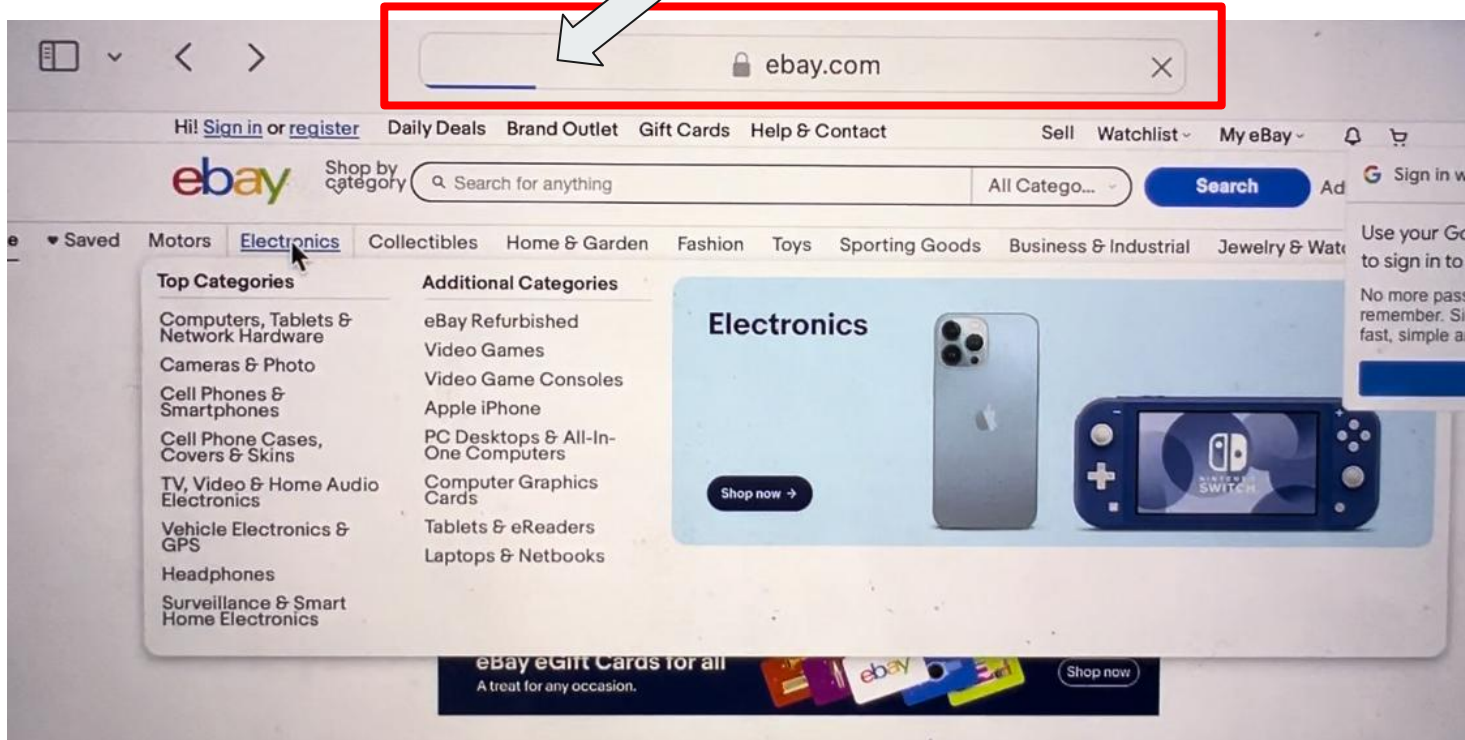 ebay.com
Hi! Sign in or register Daily Deals Brand Outlet Gift Cards Help & Contact Sell Watchlist My eBay
ebay
Shop by
category
Search for anything
All Catego...
Search
Ad
Sign in w
e Saved Motors Electronics Collectibles Home & Garden Fashion Toys Sporting Goods Business & Industrial Jewelry & Watc
Use your Go
to sign in to
No more pass
remember. Si
fast, simple a
Top Categories
Computers, Tablets &
Network Hardware
Cameras & Photo
Cell Phones &
Smartphones
Cell Phone Cases,
Covers & Skins
TV, Video & Home Audio
Electronics
Vehicle Electronics &
GPS
Headphones
Surveillance & Smart
Home Electronics
Additional Categories
eBay Refurbished
Video Games
Video Game Consoles
Apple iPhone
PC Desktops & All-In-
One Computers
Computer Graphics
Cards
Tablets & eReaders
Laptops & Netbooks
Electronics
Shop now →
NINTENDO
SWITCH
eBay eGift Cards for all
A treat for any occasion.
ebay
Shop now